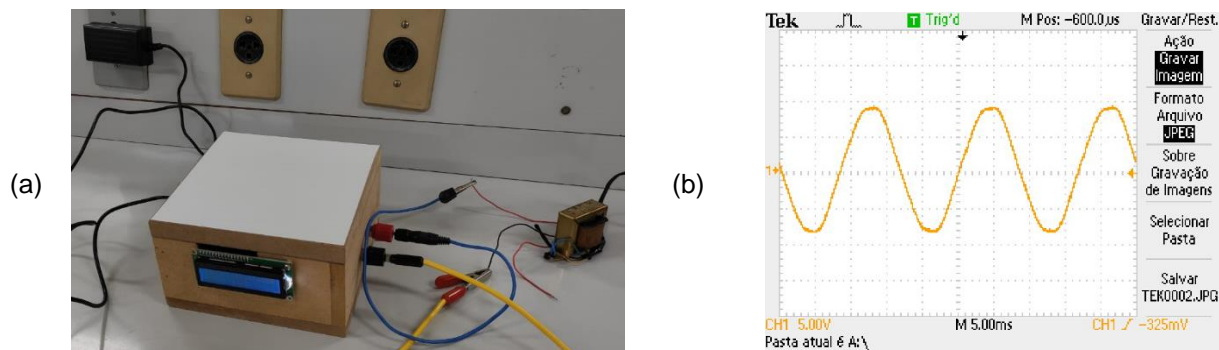 (a)
(b)
Tek T Trig'd M Pos: -600.0µs Gravar/Rest.
Ação
Gravar
Imagem
Formato
Arquivo
JPEG
Sobre
Gravação
de Imagens
Selecionar
Pasta
Salvar
TEK0002.JPG
1
CH1 5.00V M 5.00ms CH1 -325mV
Pasta atual é A:\